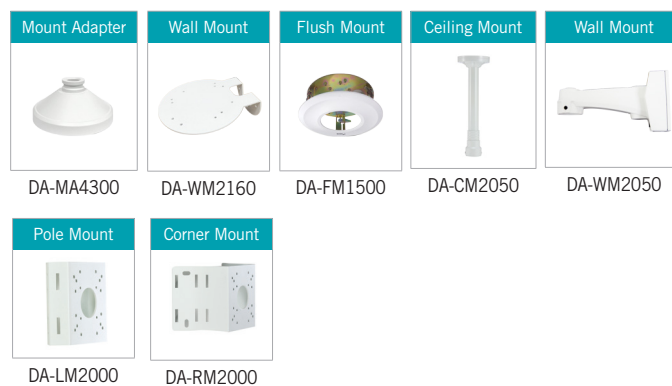 Mount Adapter
Wall Mount
Flush Mount
Ceiling Mount
Wall Mount
DA-MA4300
DA-WM2160
DA-FM1500
DA-CM2050
DA-WM2050
Pole Mount
Corner Mount
DA-LM2000
DA-RM2000